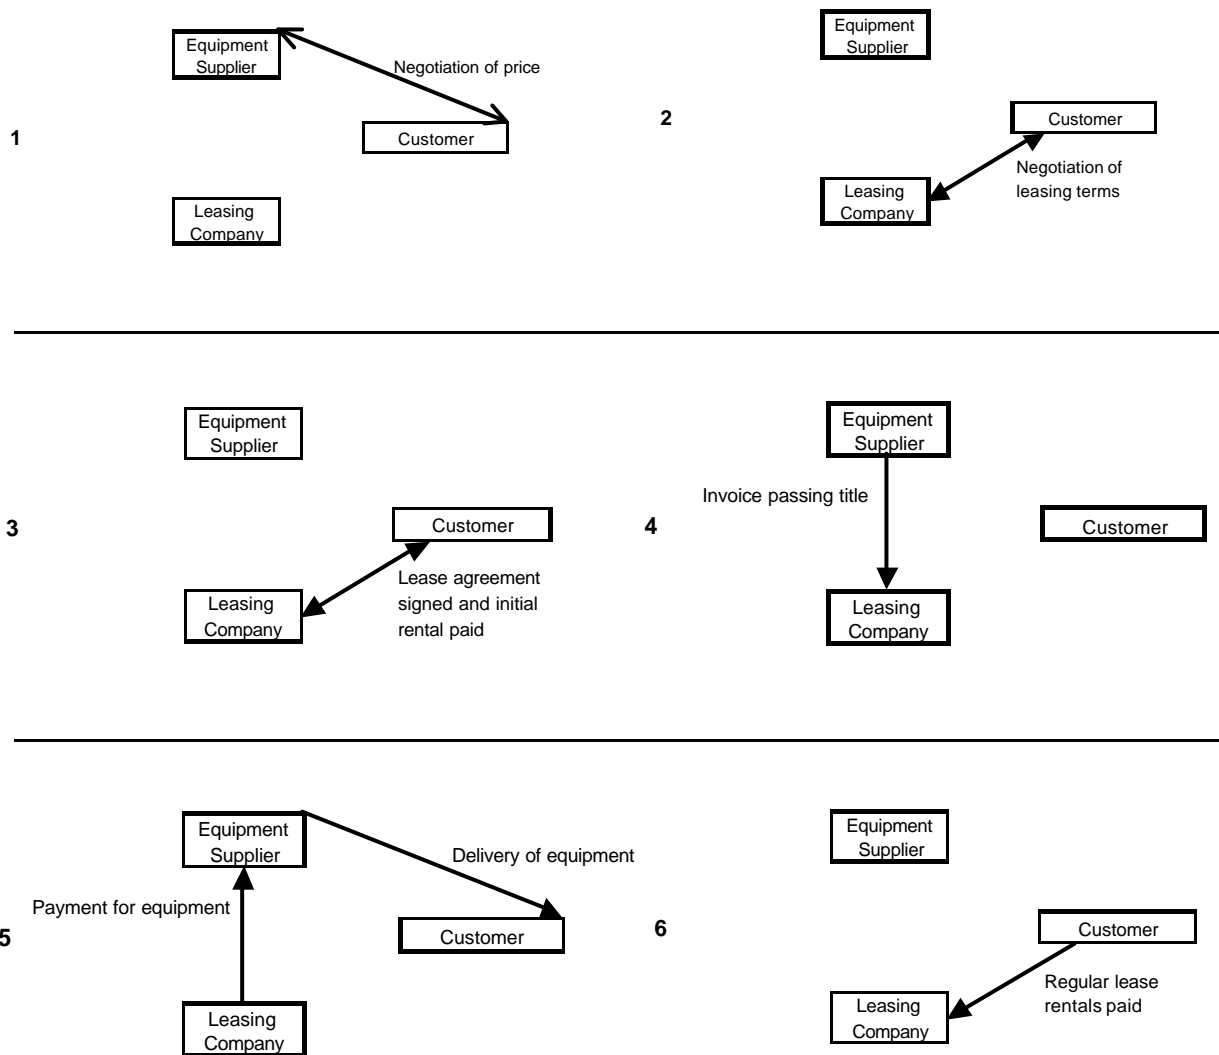 1
Equipment
Supplier
Negotiation of price
Customer
Leasing
Company
2
Equipment
Supplier
Customer
Negotiation of
leasing terms
Leasing
Company
3
Equipment
Supplier
Customer
Lease agreement
signed and initial
rental paid
Leasing
Company
4
Equipment
Supplier
Invoice passing title
Customer
Leasing
Company
5
Equipment
Supplier
Delivery of equipment
Payment for equipment
Customer
Leasing
Company
6
Equipment
Supplier
Customer
Regular lease
rentals paid
Leasing
Company